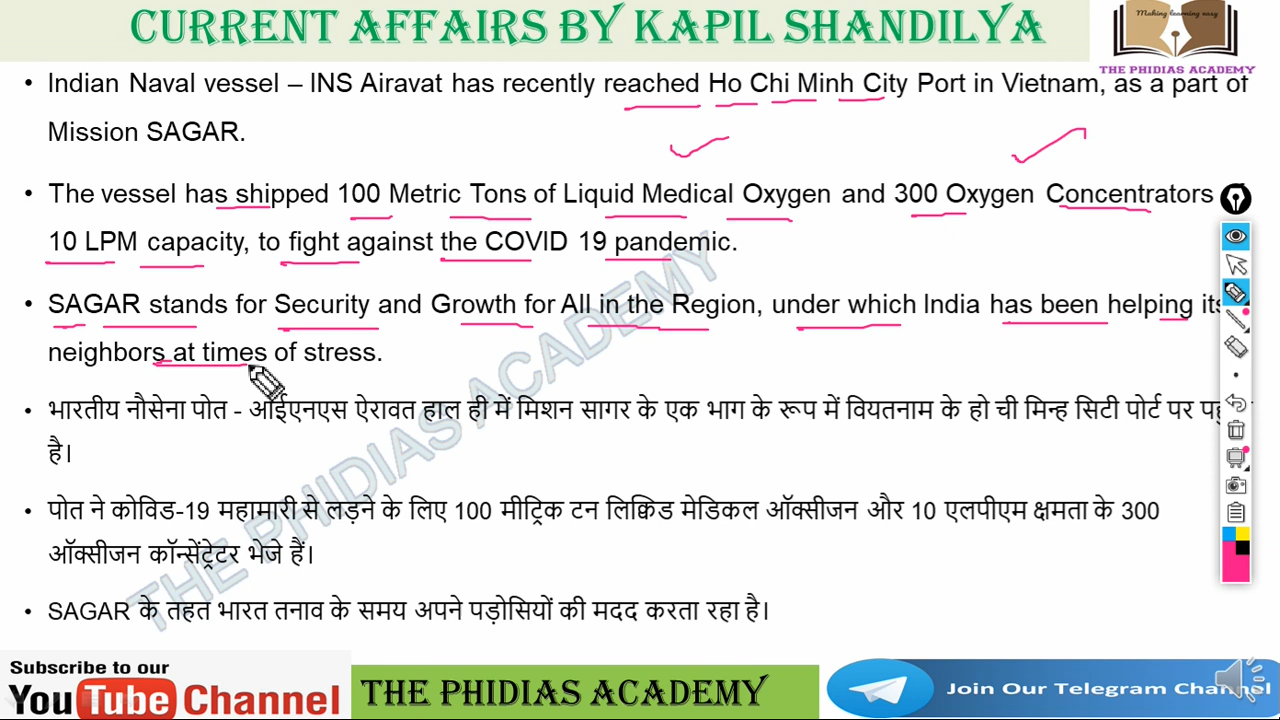 CURRENT AFFAIRS BY KAPIL SHANDILYA
Making learning easy
THE PHIDIAS ACADEMY
• Indian Naval vessel – INS Airavat has recently reached Ho Chi Minh City Port in Vietnam, as a part of
Mission SAGAR.
• The vessel has shipped 100 Metric Tons of Liquid Medical Oxygen and 300 Oxygen Concentrators
10 LPM capacity, to fight against the COVID 19 pandemic.
• SAGAR stands for Security and Growth for All in the Region, under which India has been helping its
neighbors at times of stress.
• भारतीय नौसेना पोत - आईएनएस ऐरावत हाल ही में मिशन सागर के एक भाग के रूप में वियतनाम के हो ची मिन्ह सिटी पोर्ट पर
है।
• पोत ने कोविड-19 महामारी से लड़ने के लिए 100 मीट्रिक टन लिक्विड मेडिकल ऑक्सीजन और 10 एलपीएम क्षमता के 300
ऑक्सीजन कॉन्सेंट्रेटर भेजे हैं।
• SAGAR के तहत भारत तनाव के समय अपने पड़ोसियों की मदद करता रहा है।
THE PHIDIAS ACADEMY
Subscribe to our
YouTube Channel
THE PHIDIAS ACADEMY
Join Our Telegram Channel